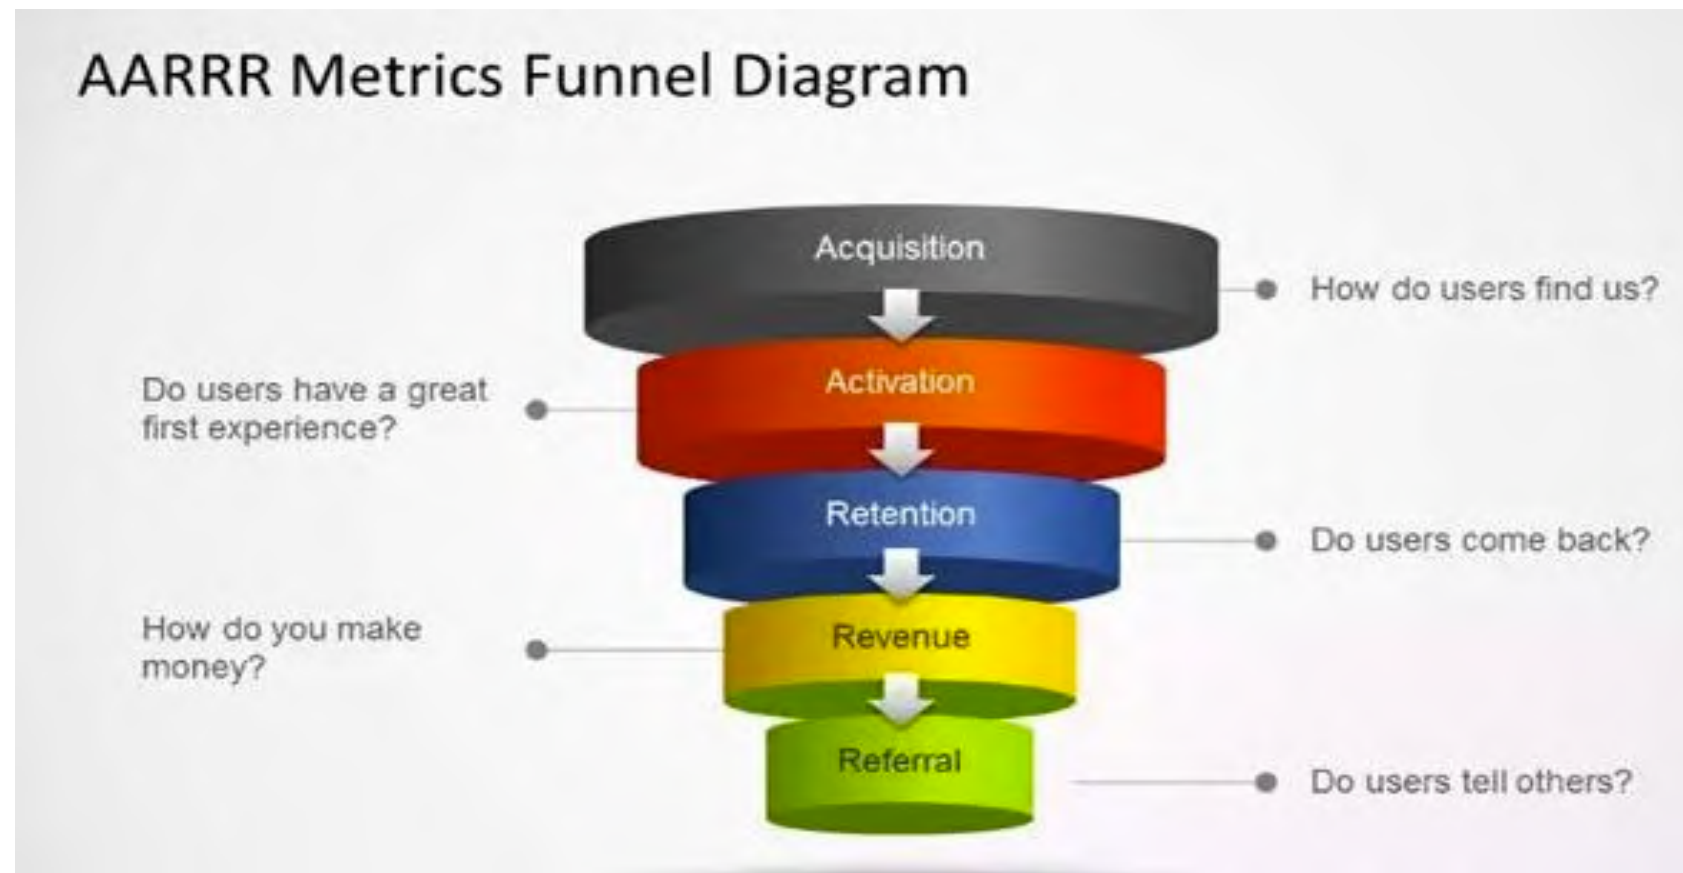 AARRR Metrics Funnel Diagram
Acquisition
How do users find us?
Activation
Do users have a great
first experience?
Retention
Do users come back?
Revenue
How do you make
money?
Referral
Do users tell others?